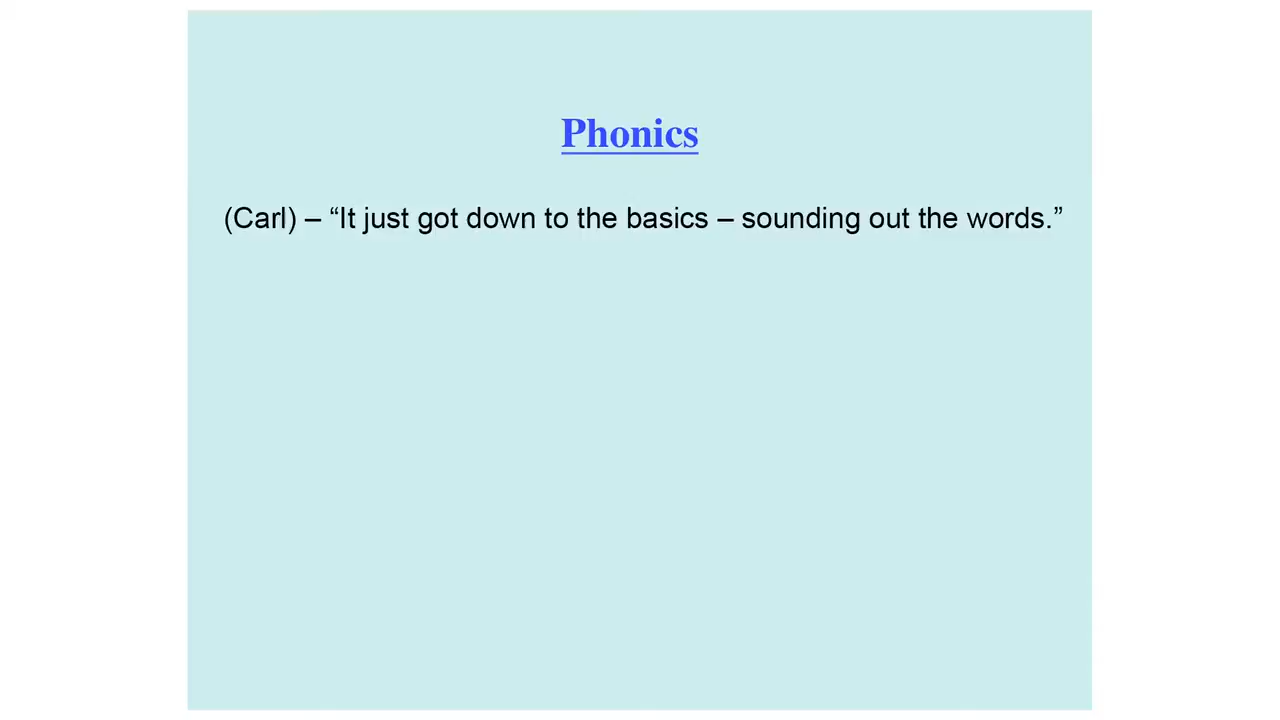 Phonics
(Carl) – “It just got down to the basics – sounding out the words.”